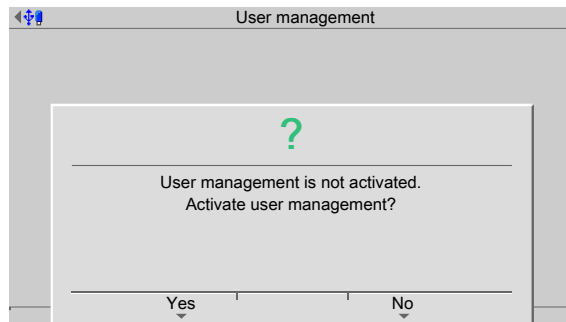 User management
?
User management is not activated.
Activate user management?
Yes No